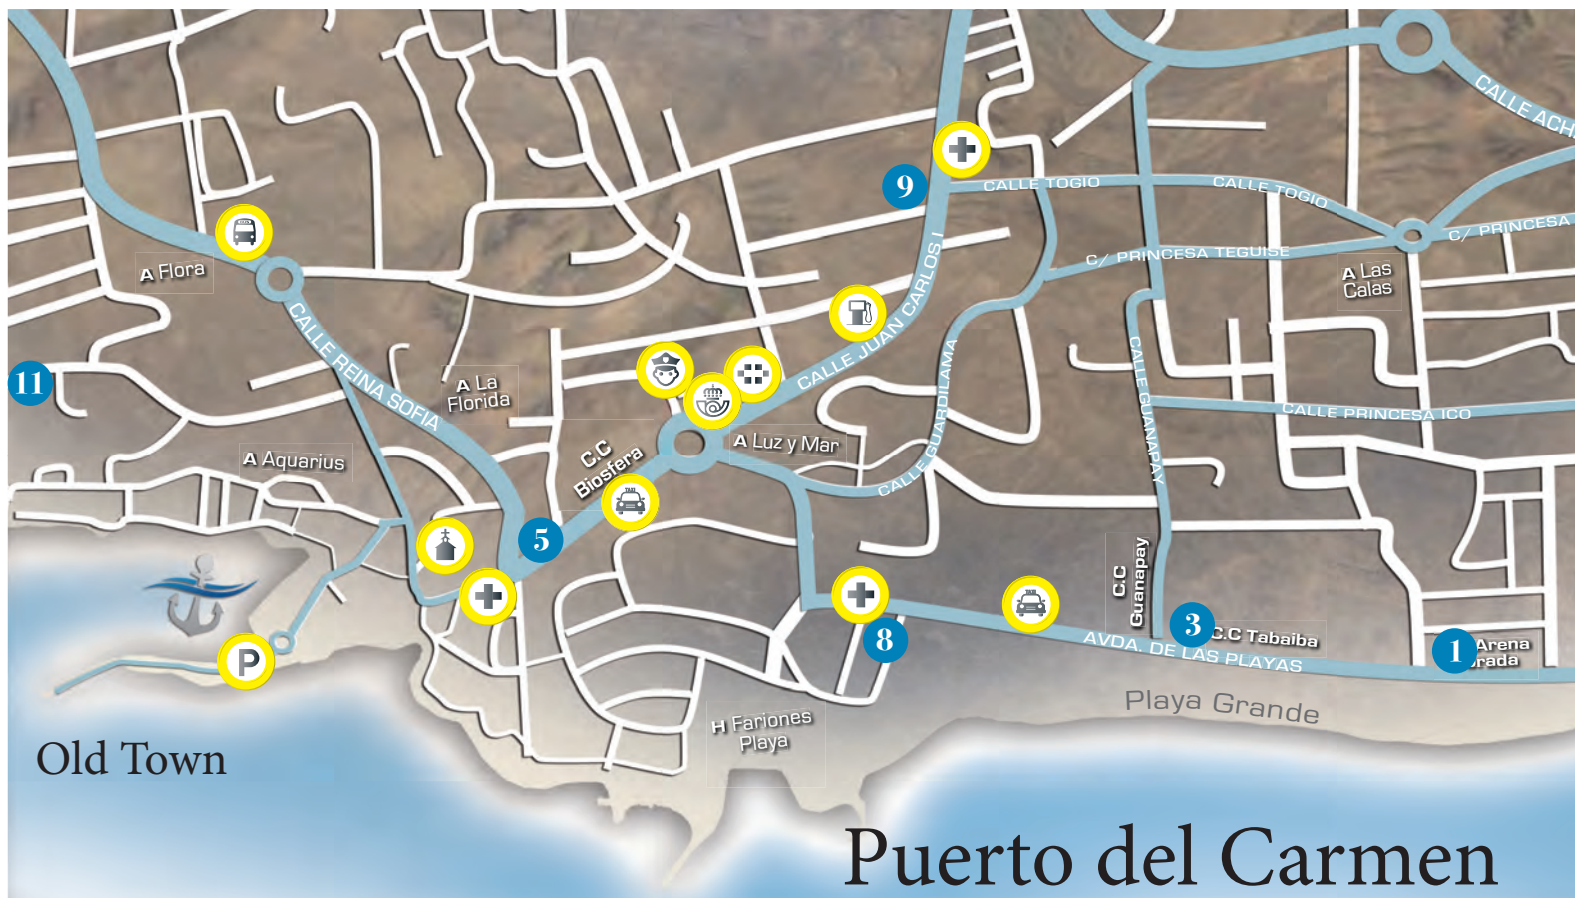 CALLE ACH
9
CALLE TOGIO
CALLE TOGIO
C/ PRINCESA
C/ PRINCESA TEGUISE
A Flora
A Las
Calas
CALLE JUAN CARLOS I
CALLE REINA SOFIA
11
A La
Florida
CALLE GUARDILAMA
CALLE GUANAPAY
CALLE PRINCESA ICO
A Luz y Mar
A Aquarius
C.C
Biosfera
TAXI
5
C.C
Guanapay
TAXI
3
C.C Tabaiba
8
AVDA. DE LAS PLAYAS
1
Arena
rada
P
Playa Grande
H Fariones
Playa
Old Town
Puerto del Carmen